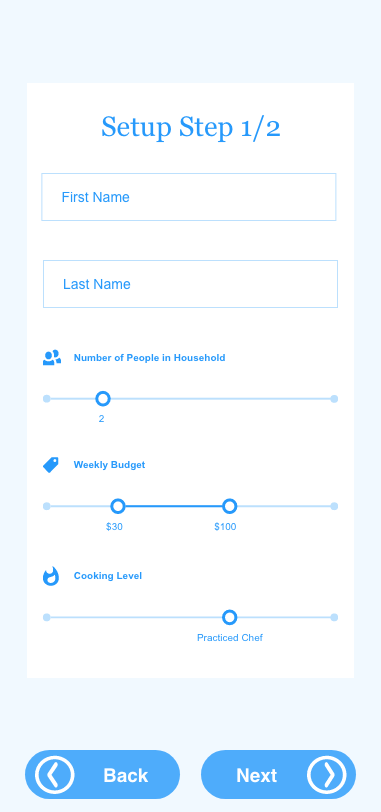 Setup Step 1/2
First Name
Last Name
Number of People in Household
2
Weekly Budget
$30 $100
Cooking Level
Practiced Chef
Back Next